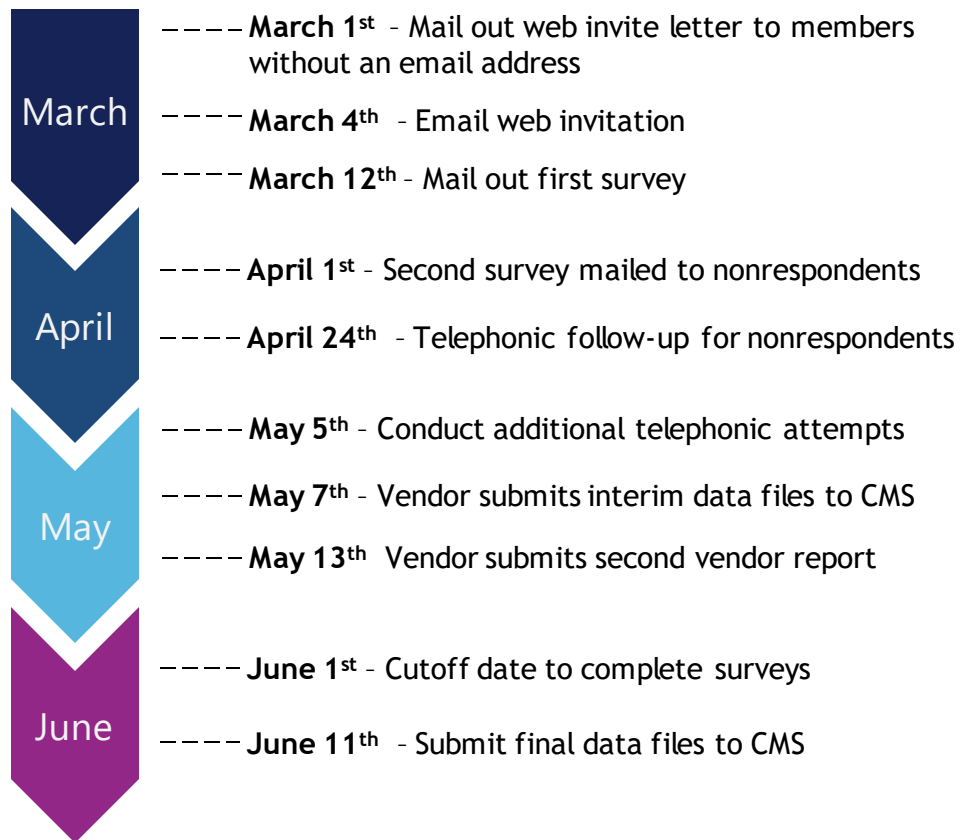 March
March 1st – Mail out web invite letter to members
without an email address
March 4th – Email web invitation
March 12th – Mail out first survey
April
April 1st – Second survey mailed to nonrespondents
April 24th – Telephonic follow-up for nonrespondents
May
May 5th – Conduct additional telephonic attempts
May 7th – Vendor submits interim data files to CMS
May 13th Vendor submits second vendor report
June
June 1st – Cutoff date to complete surveys
June 11th – Submit final data files to CMS